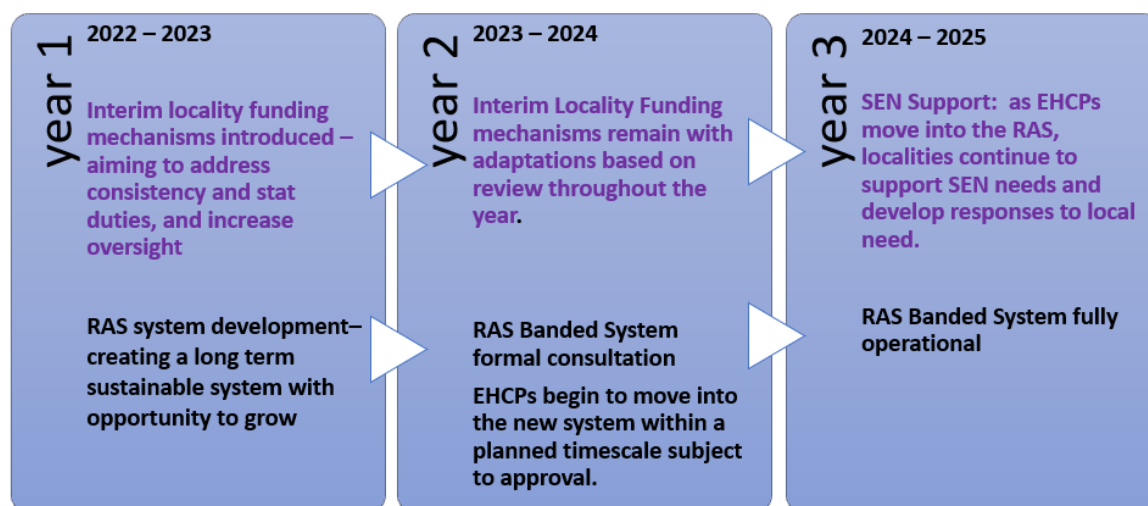 year 1
2022 – 2023
Interim locality funding
mechanisms introduced –
aiming to address
consistency and stat
duties, and increase
oversight
RAS system development–
creating a long term
sustainable system with
opportunity to grow
year 2
2023 – 2024
Interim Locality Funding
mechanisms remain with
adaptations based on
review throughout the
year.
RAS Banded System
formal consultation
EHCPs begin to move into
the new system within a
planned timescale subject
to approval.
year 3
2024 – 2025
SEN Support:  as EHCPs
move into the RAS,
localities continue to
support SEN needs and
develop responses to local
need.
RAS Banded System fully
operational